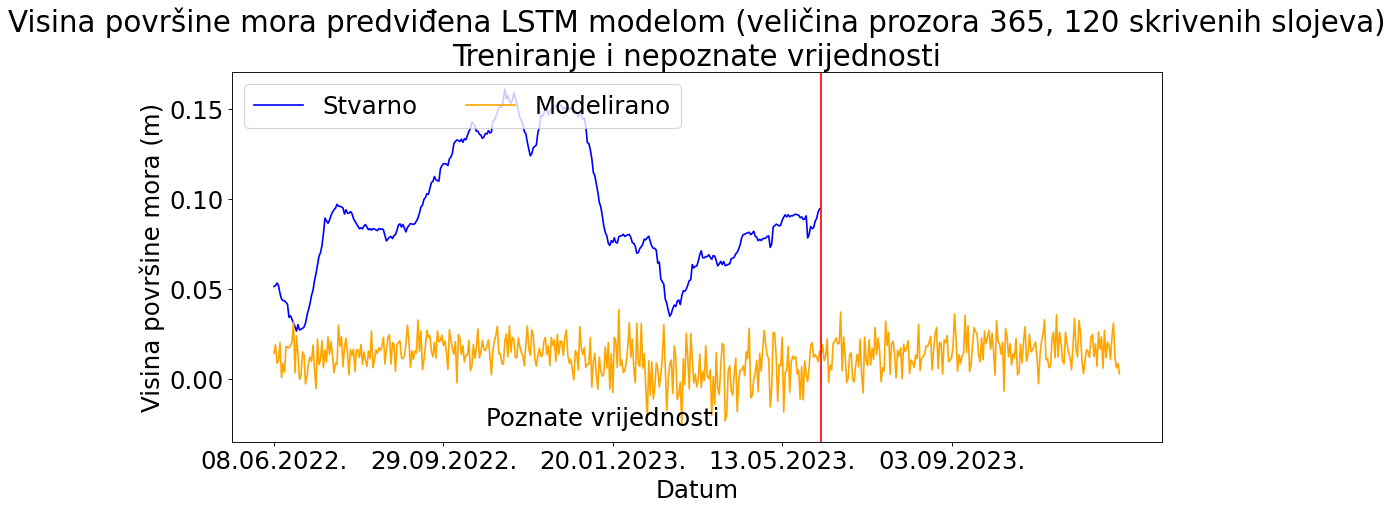 Visina površine mora predviđena LSTM modelom (veličina prozora 365, 120 skrivenih slojeva)
Treniranje i nepoznate vrijednosti
Stvarno Modelirano
Visina površine mora (m)
0.15
0.10
0.05
0.00
Poznate vrijednosti
08.06.2022. 29.09.2022. 20.01.2023. 13.05.2023. 03.09.2023.
Datum